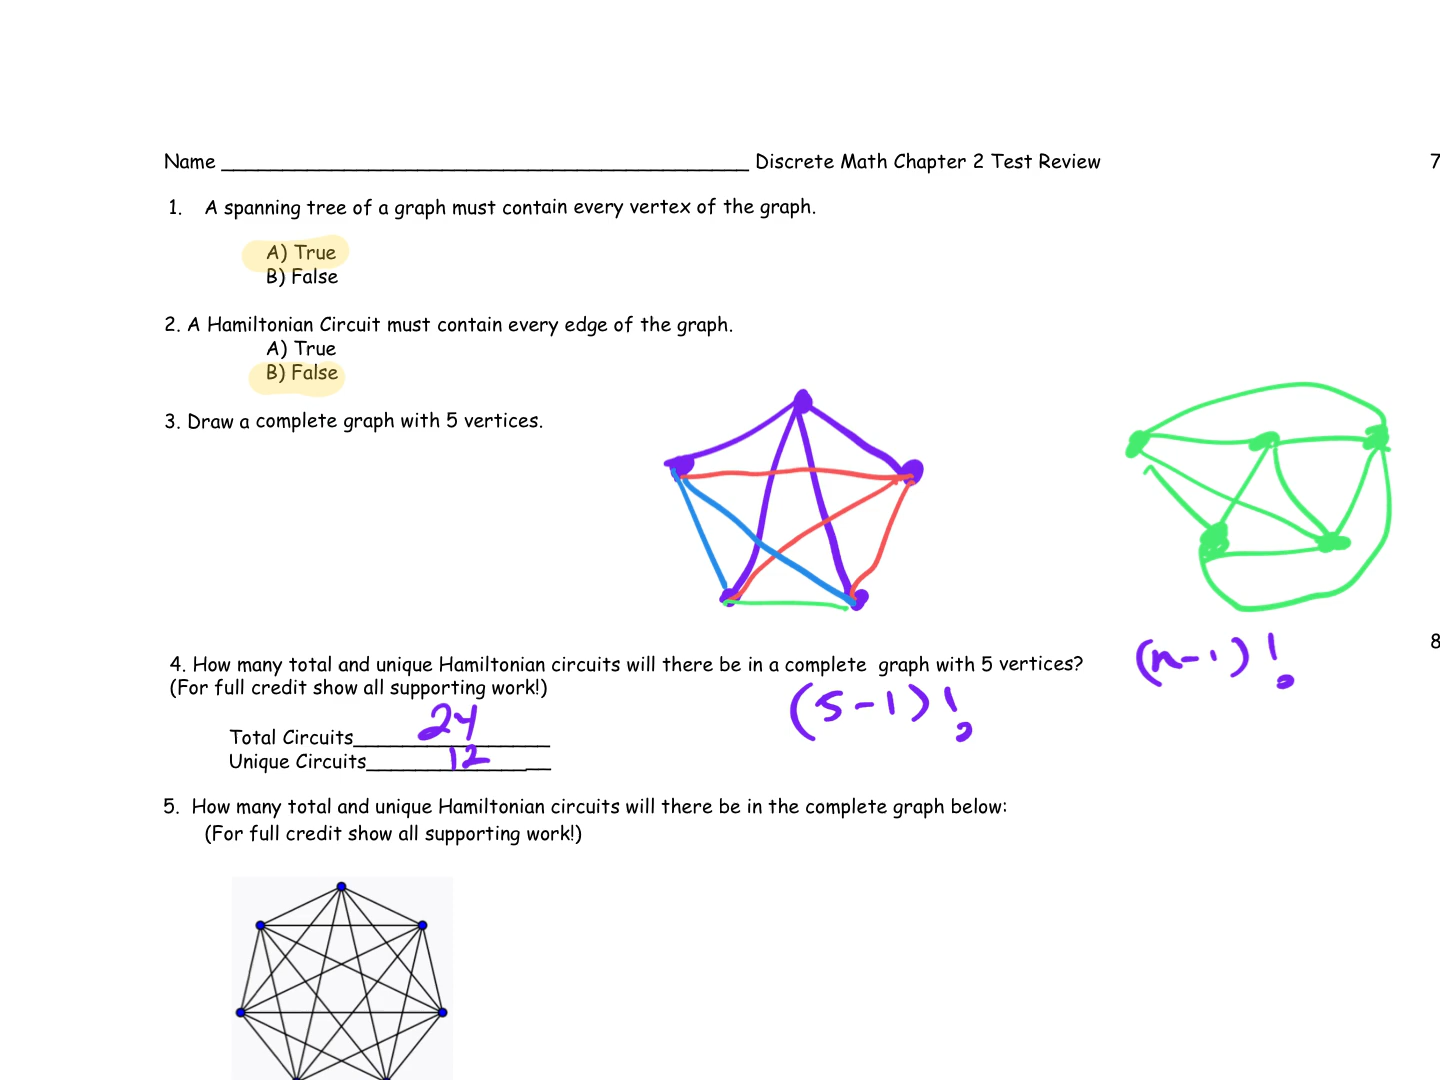 Name ________________________________________________ Discrete Math Chapter 2 Test Review
7
1. A spanning tree of a graph must contain every vertex of the graph.
A) True
B) False
2. A Hamiltonian Circuit must contain every edge of the graph.
A) True
B) False
3. Draw a complete graph with 5 vertices.
8
4. How many total and unique Hamiltonian circuits will there be in a complete graph with 5 vertices?
(n-1)!
(For full credit show all supporting work!)
(5-1)!
Total Circuits 24
Unique Circuits 12
5. How many total and unique Hamiltonian circuits will there be in the complete graph below:
(For full credit show all supporting work!)